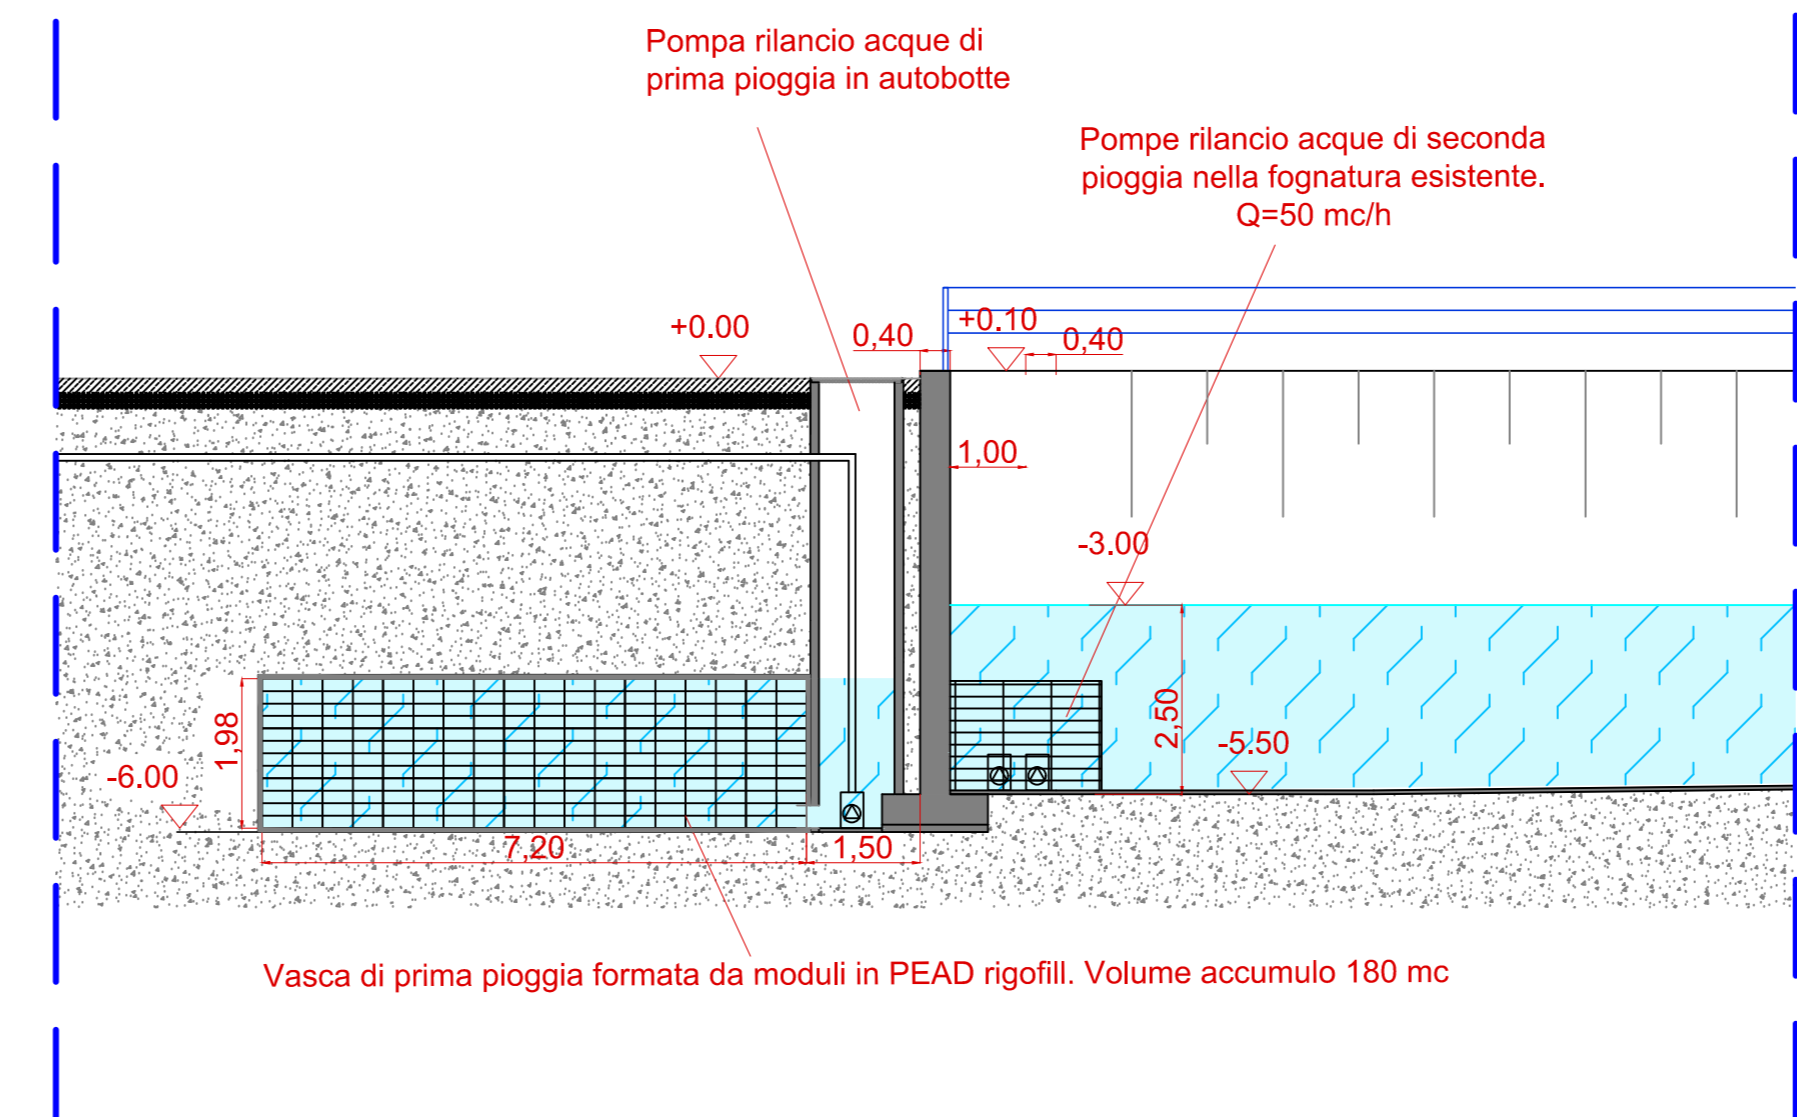 Pompa rilancio acque di
prima pioggia in autobotte
Pompe rilancio acque di seconda
pioggia nella fognatura esistente.
Q=50 mc/h
+0.00
0,40
+0.10
0,40
1,00
-3.00
1,98
-6.00
2,50
-5.50
7,20
1,50
Vasca di prima pioggia formata da moduli in PEAD rigofill. Volume accumulo 180 mc